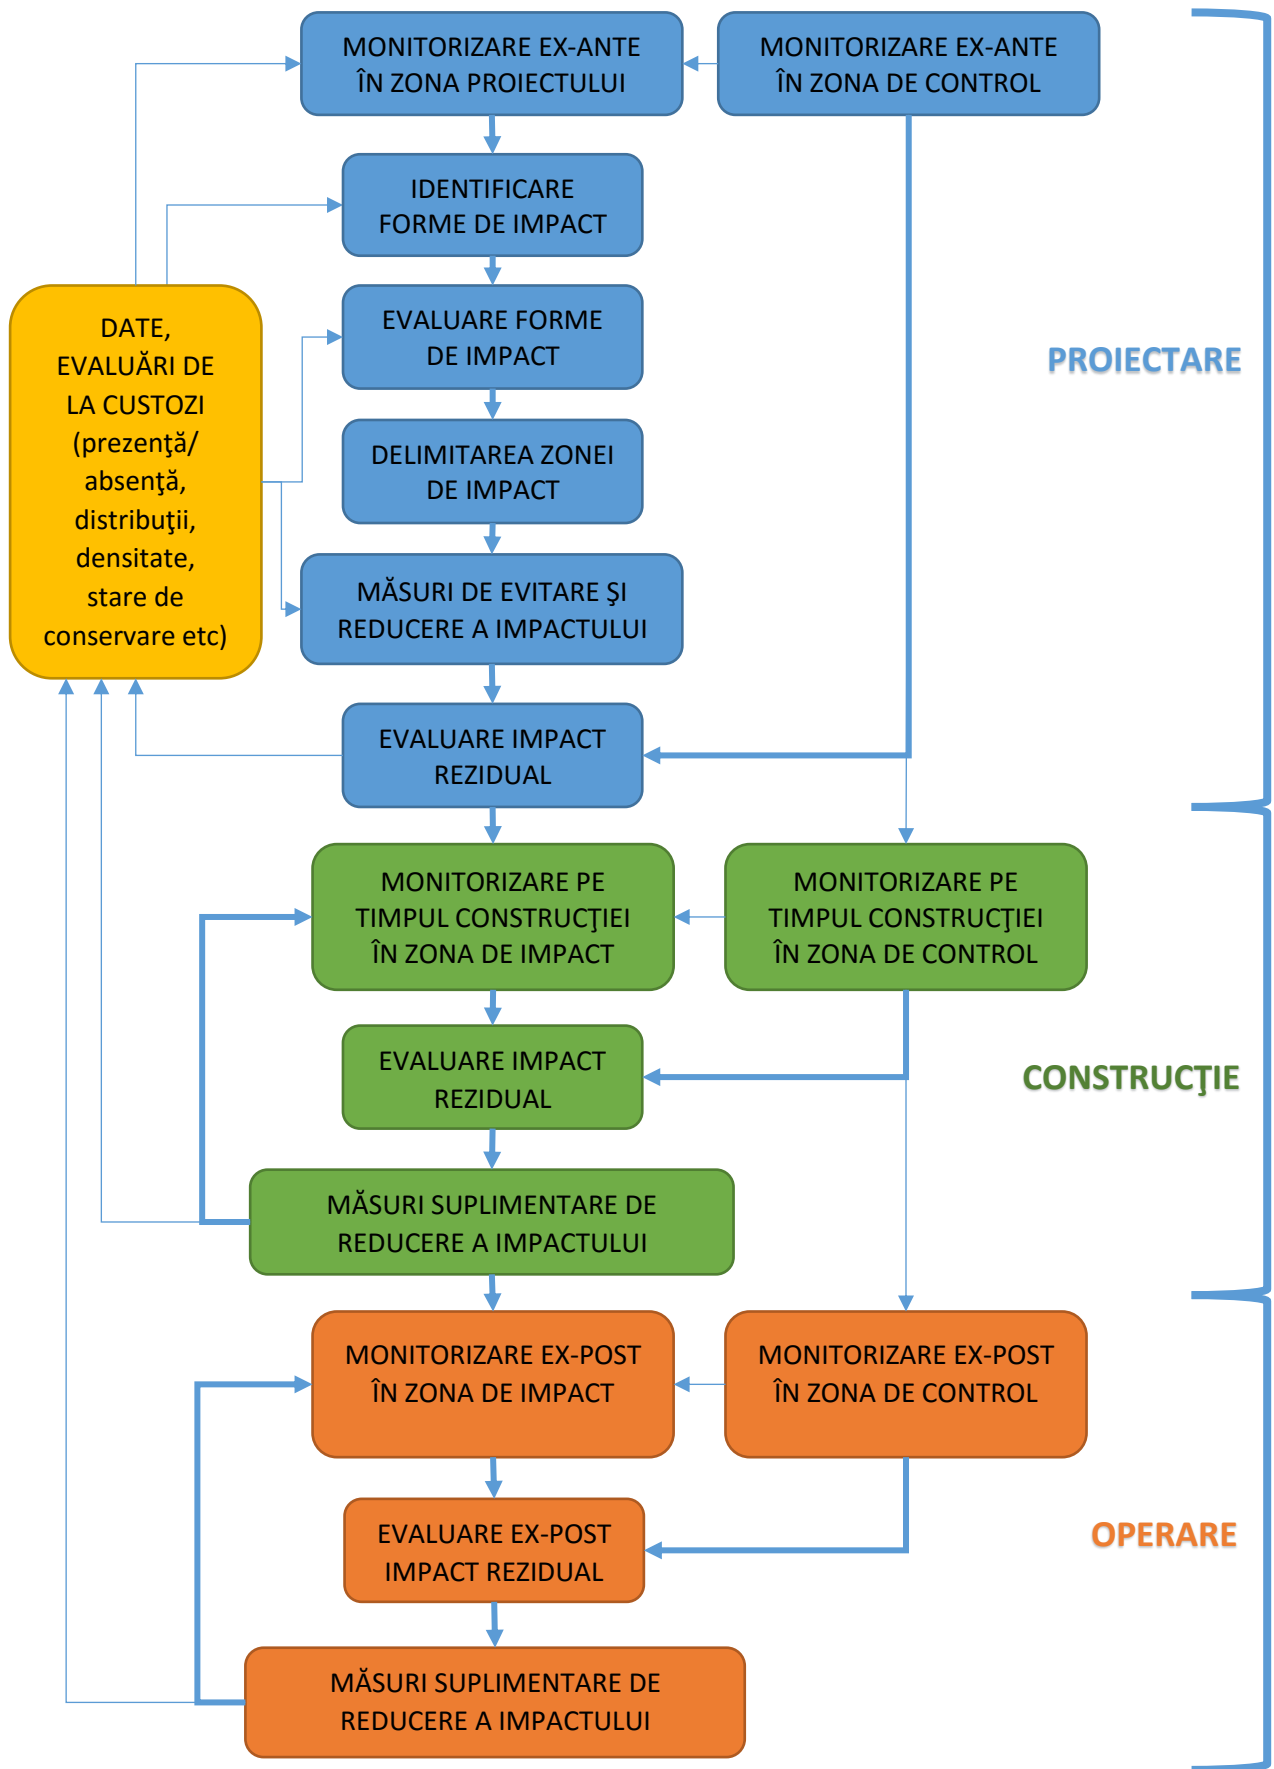 MONITORIZARE EX-ANTE
ÎN ZONA PROIECTULUI
MONITORIZARE EX-ANTE
ÎN ZONA DE CONTROL
IDENTIFICARE
FORME DE IMPACT
EVALUARE FORME
DE IMPACT
DELIMITAREA ZONEI
DE IMPACT
MĂSURI DE EVITARE ŞI
REDUCERE A IMPACTULUI
EVALUARE IMPACT
REZIDUAL
DATE,
EVALUĂRI DE
LA CUSTOZI
(prezenţă/
absenţă,
distribuţii,
densitate,
stare de
conservare etc)
PROIECTARE
MONITORIZARE PE
TIMPUL CONSTRUCŢIEI
ÎN ZONA DE IMPACT
MONITORIZARE PE
TIMPUL CONSTRUCŢIEI
ÎN ZONA DE CONTROL
EVALUARE IMPACT
REZIDUAL
MĂSURI SUPLIMENTARE DE
REDUCERE A IMPACTULUI
CONSTRUCŢIE
MONITORIZARE EX-POST
ÎN ZONA DE IMPACT
MONITORIZARE EX-POST
ÎN ZONA DE CONTROL
EVALUARE EX-POST
IMPACT REZIDUAL
MĂSURI SUPLIMENTARE DE
REDUCERE A IMPACTULUI
OPERARE